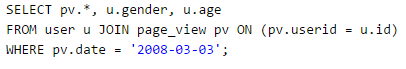 SELECT pv.*, u.gender, u.age
FROM user u JOIN page_view pv ON (pv.userid = u.id)
WHERE pv.date = '2008-03-03';